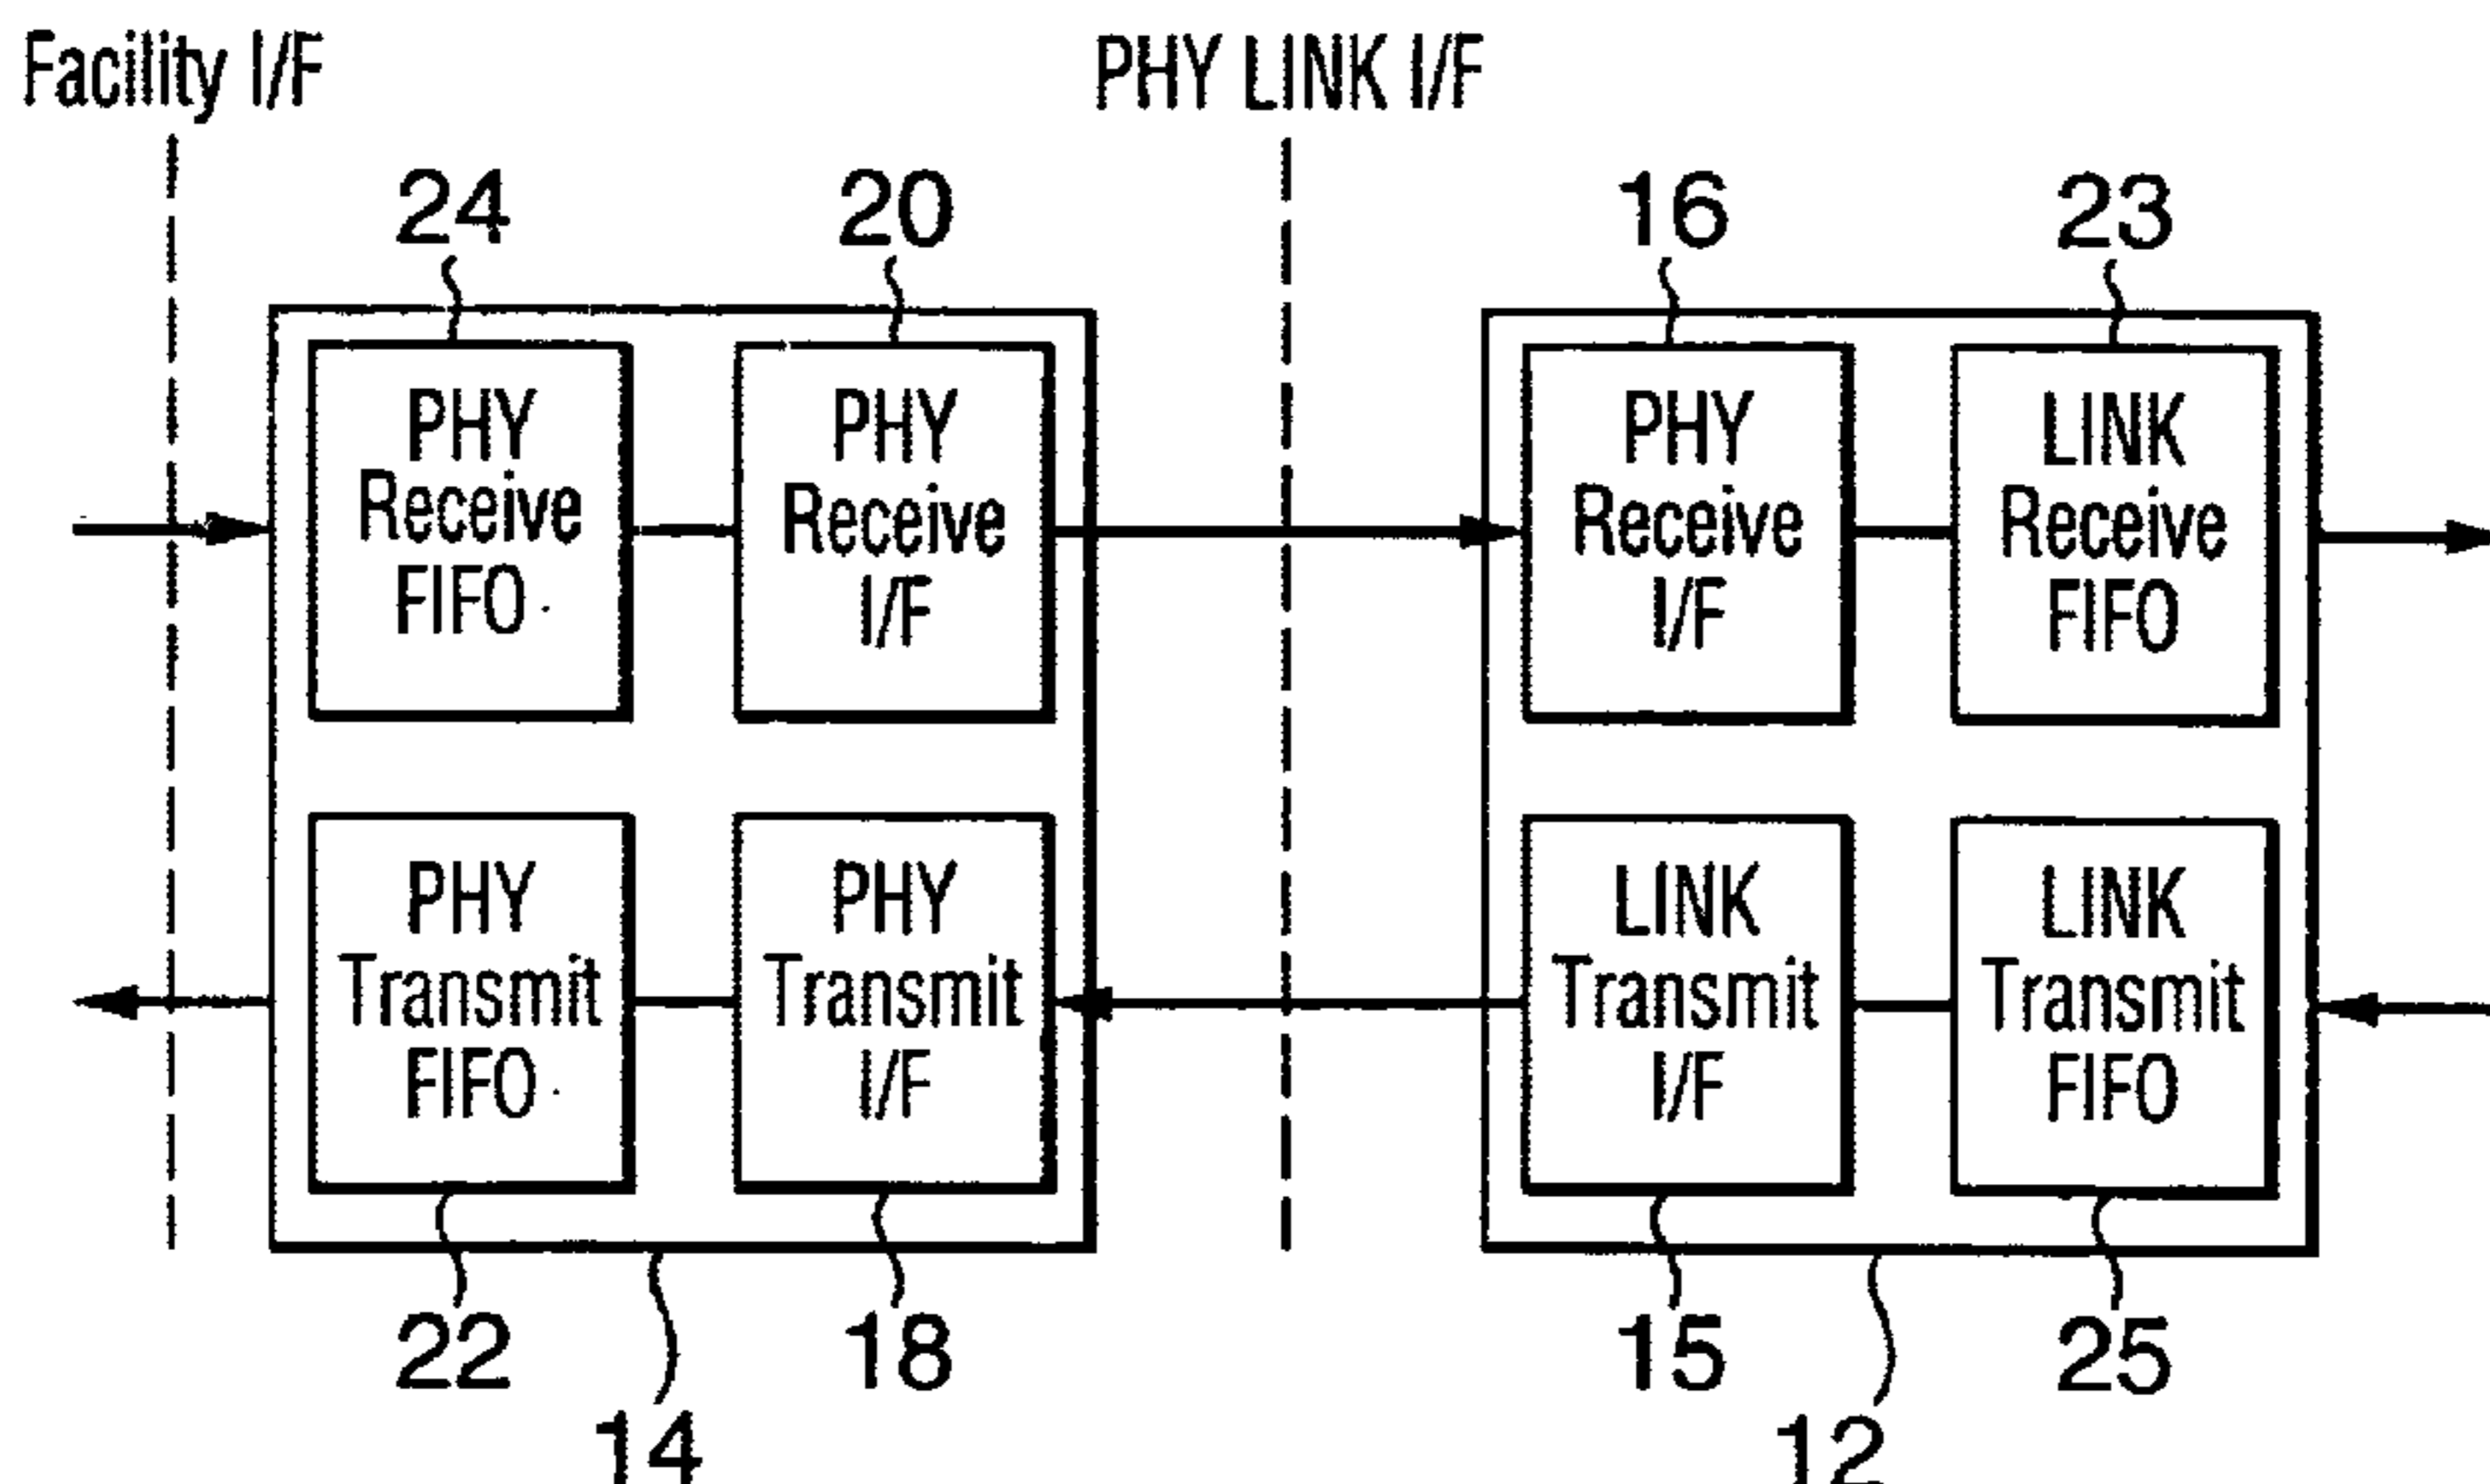 Facility I/F
PHY LINK I/F
24
20
16
23
PHY
Receive
FIFO
PHY
Receive
I/F
PHY
Receive
I/F
LINK
Receive
FIFO
PHY
Transmit
FIFO
PHY
Transmit
I/F
LINK
Transmit
I/F
LINK
Transmit
FIFO
22
18
15
25
14
12